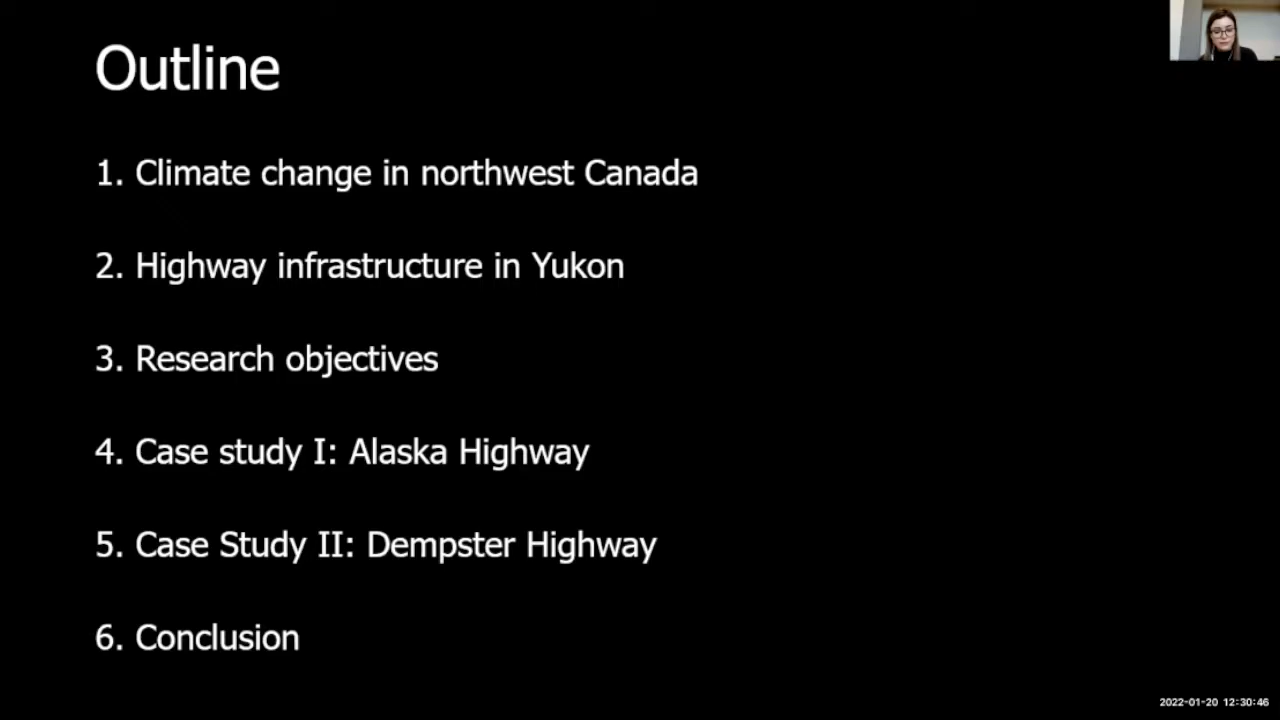 Outline
1. Climate change in northwest Canada
2. Highway infrastructure in Yukon
3. Research objectives
4. Case study I: Alaska Highway
5. Case Study II: Dempster Highway
6. Conclusion
2022-01-20 12:30:46